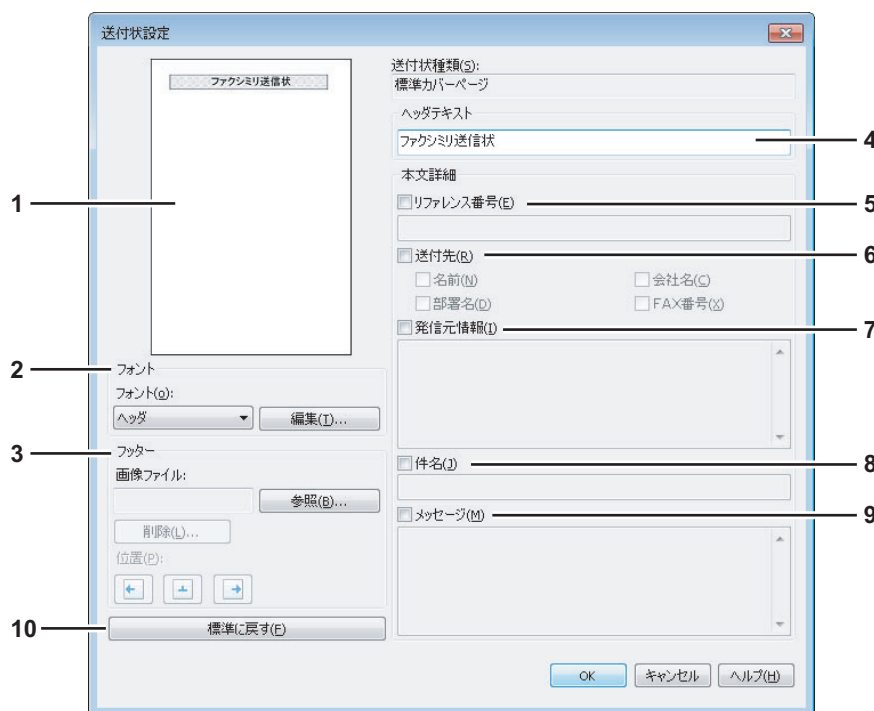 送付状設定
ファクシミリ送信状
送付状種類(S):
標準カバーページ
ヘッダテキスト
ファクシミリ送信状
4
本文詳細
1
リファレンス番号(E)
5
送付先(R)
6
名前(N)
会社名(C)
部署名(D)
FAX番号(X)
発信元情報(I)
7
2
フォント
フォント(O):
ヘッダ
編集(T)...
3
フッター
画像ファイル:
参照(B)...
削除(L)...
位置(P):
件名(J)
8
メッセージ(M)
9
10
標準に戻す(F)
OK
キャンセル
ヘルプ(H)